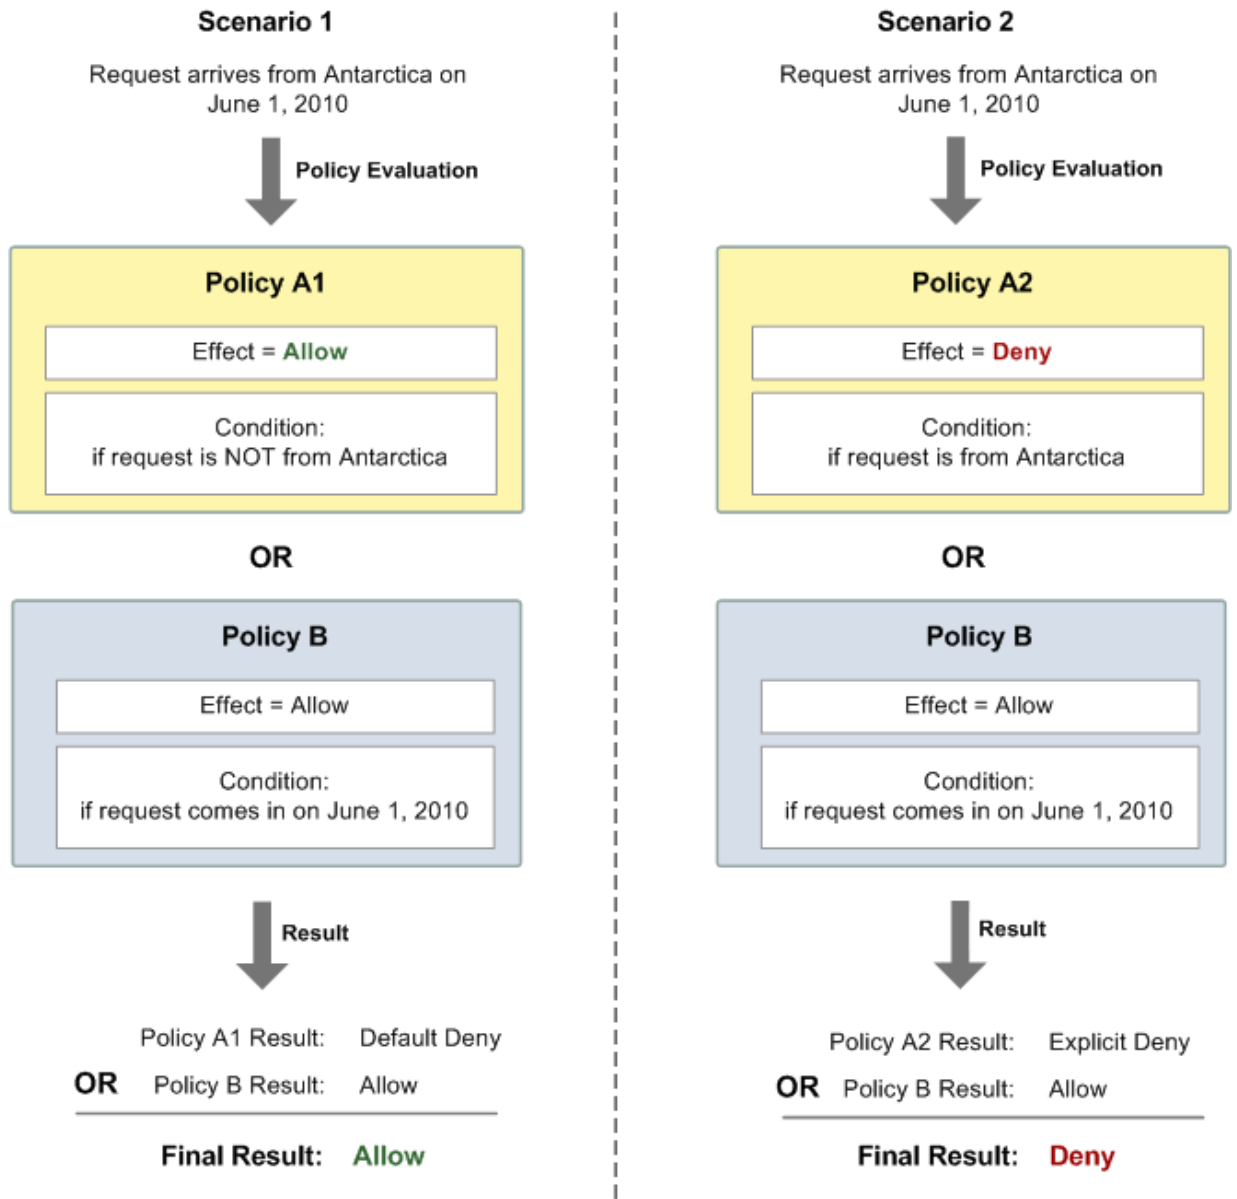 Scenario 1
Request arrives from Antarctica on
June 1, 2010
Policy Evaluation
Policy A1
Effect = Allow
Condition:
if request is NOT from Antarctica
OR
Policy B
Effect = Allow
Condition:
if request comes in on June 1, 2010
Result
Policy A1 Result: Default Deny
OR Policy B Result: Allow
Final Result: Allow
Scenario 2
Request arrives from Antarctica on
June 1, 2010
Policy Evaluation
Policy A2
Effect = Deny
Condition:
if request is from Antarctica
OR
Policy B
Effect = Allow
Condition:
if request comes in on June 1, 2010
Result
Policy A2 Result: Explicit Deny
OR Policy B Result: Allow
Final Result: Deny